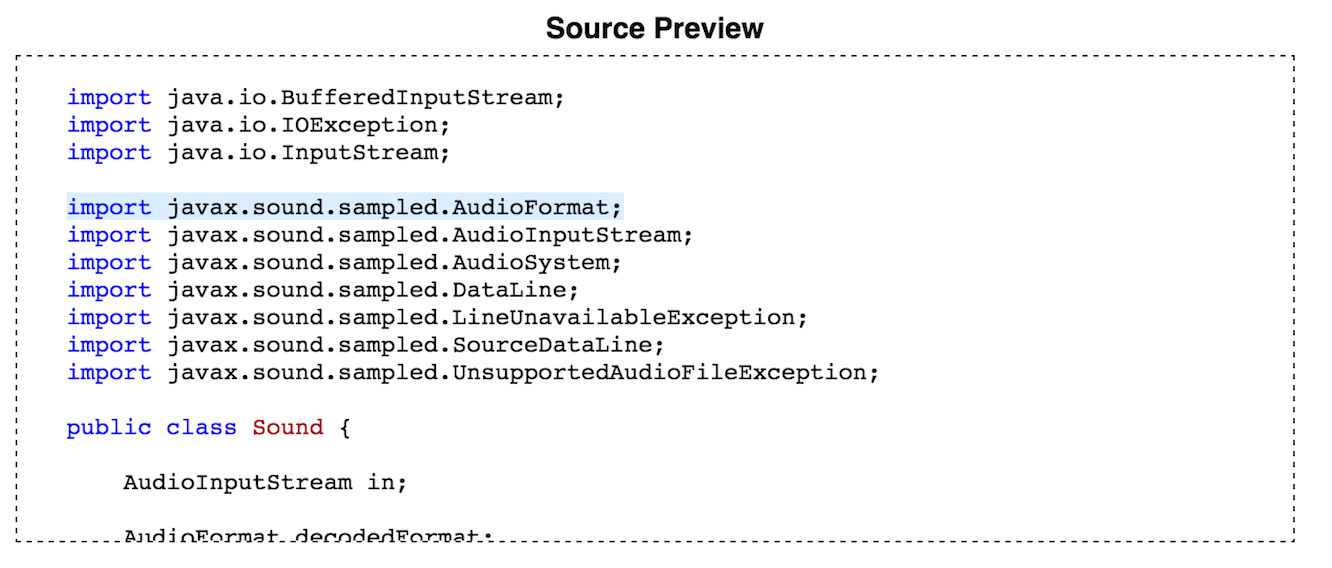 Source Preview
import java.io.BufferedInputStream;
import java.io.IOException;
import java.io.InputStream;
import javax.sound.sampled.AudioFormat;
import javax.sound.sampled.AudioInputStream;
import javax.sound.sampled.AudioSystem;
import javax.sound.sampled.DataLine;
import javax.sound.sampled.LineUnavailableException;
import javax.sound.sampled.SourceDataLine;
import javax.sound.sampled.UnsupportedAudioFileException;
public class Sound {
AudioInputStream in;
AudioFormat decodedFormat;